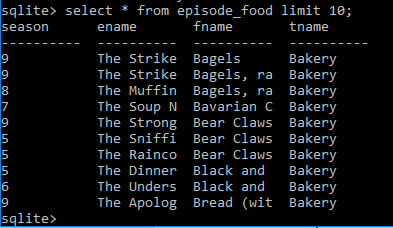 sqlite> select * from episode_food limit 10;
season      ename       fname       tname
----------  ----------  ----------  ----------
9           The Strike  Bagels      Bakery
9           The Strike  Bagels, ra  Bakery
8           The Muffin  Bagels, ra  Bakery
7           The Soup N  Bavarian C  Bakery
9           The Strong  Bear Claws  Bakery
5           The Sniffi  Bear Claws  Bakery
5           The Rainco  Bear Claws  Bakery
5           The Dinner  Black and   Bakery
6           The Unders  Black and   Bakery
9           The Apolog  Bread (wit  Bakery
sqlite>